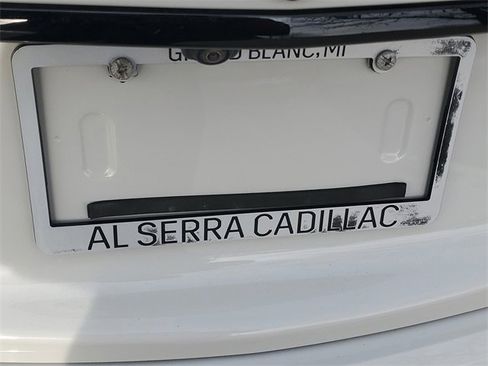 BLANC, MI
AL SERRA CADILLAC